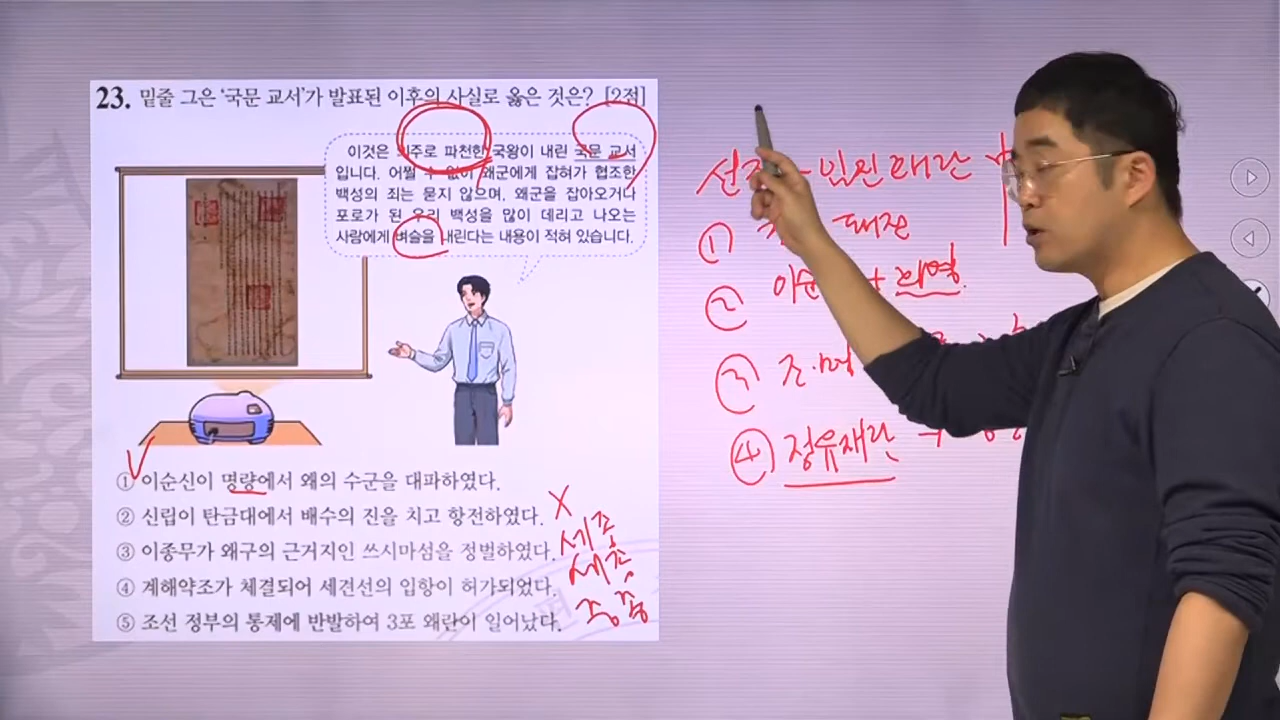 23. 밑줄 그은 '국문 교서'가 발표된 이후의 사실로 옳은 것은? [2점]
이것은 의주로 파천한 국왕이 내린 국문 교서
입니다. 어쩔 수 없이 왜군에게 잡혀가 협조한
백성의 죄는 묻지 않으며, 왜군을 잡아오거나
포로가 된 우리 백성을 많이 데리고 나오는
사람에게 벼슬을 내린다는 내용이 적혀 있습니다.
① 이순신이 명량에서 왜의 수군을 대파하였다.
② 신립이 탄금대에서 배수의 진을 치고 항전하였다. X
③ 이종무가 왜구의 근거지인 쓰시마섬을 정벌하였다. 세종
④ 계해약조가 체결되어 세견선의 입항이 허가되었다. 세종
⑤ 조선 정부의 통제에 반발하여 3포 왜란이 일어났다. 중종
임진왜란
①
②
③
④ 정유재란